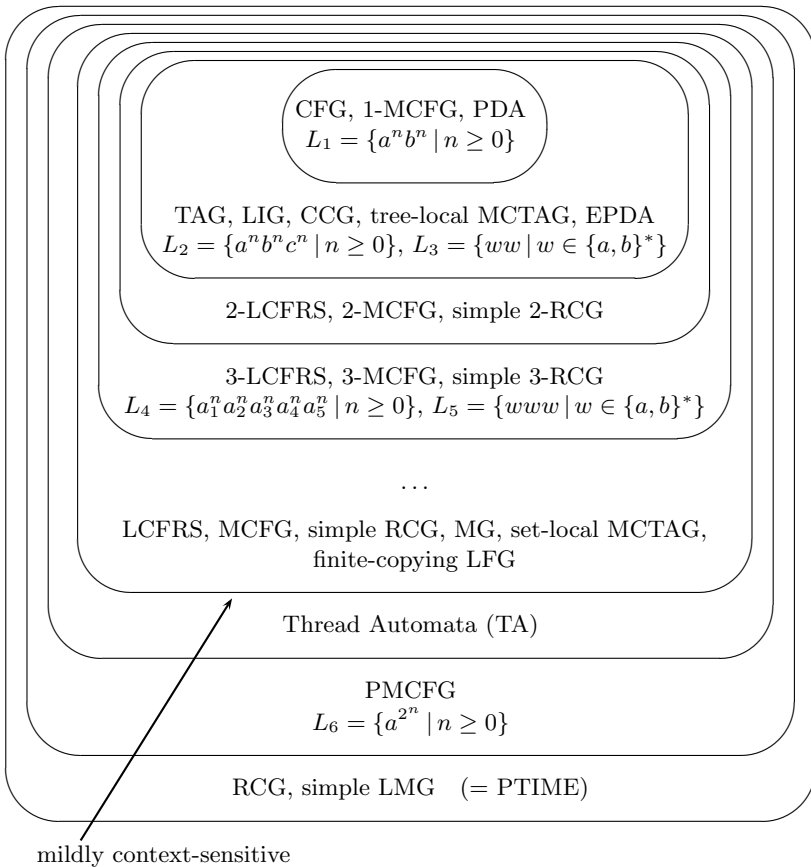 CFG, 1-MCFG, PDA
L₁ = {aⁿbⁿ | n ≥ 0}
TAG, LIG, CCG, tree-local MCTAG, EPDA
L₂ = {aⁿbⁿcⁿ | n ≥ 0}, L₃ = {ww | w ∈ {a, b}*}
2-LCFRS, 2-MCFG, simple 2-RCG
3-LCFRS, 3-MCFG, simple 3-RCG
L₄ = {a₁ⁿa₂ⁿa₃ⁿa₄ⁿa₅ⁿ | n ≥ 0}, L₅ = {www | w ∈ {a, b}*}
...
LCFRS, MCFG, simple RCG, MG, set-local MCTAG,
finite-copying LFG
Thread Automata (TA)
PMCFG
L₆ = {a^{2^n} | n ≥ 0}
RCG, simple LMG (= PTIME)
mildly context-sensitive